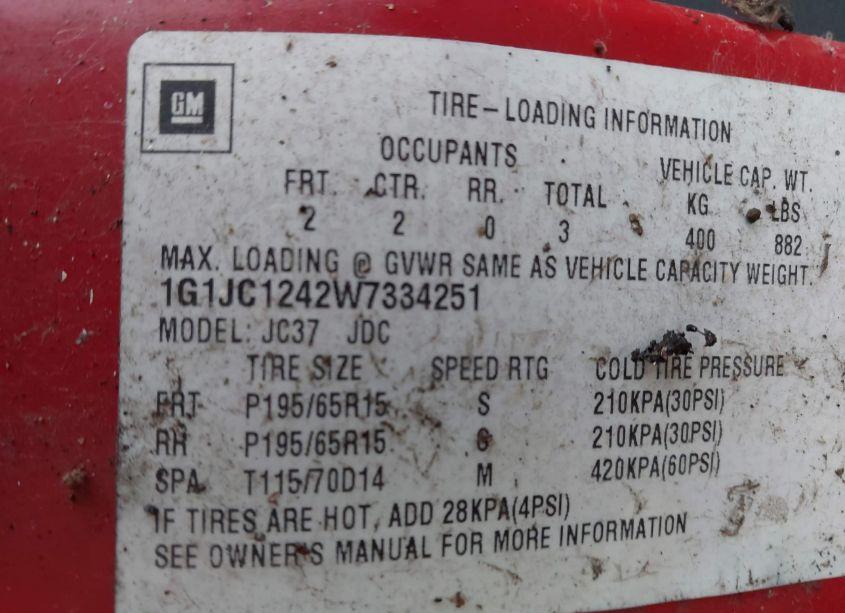 GM
TIRE-LOADING INFORMATION
OCCUPANTS VEHICLE CAP. WT.
FRT. CTR. RR. TOTAL KG LBS
2 2 0 3 400 882
MAX. LOADING @ GVWR SAME AS VEHICLE CAPACITY WEIGHT.
1G1JC1242W7334251
MODEL: JC37 JDC
TIRE SIZE SPEED RTG COLD TIRE PRESSURE
FRT P195/65R15 S 210KPA(30PSI)
RH P195/65R15 210KPA(30PSI)
SPA T115/70D14 M 420KPA(60PSI)
IF TIRES ARE HOT, ADD 28KPA(4PSI)
SEE OWNER'S MANUAL FOR MORE INFORMATION